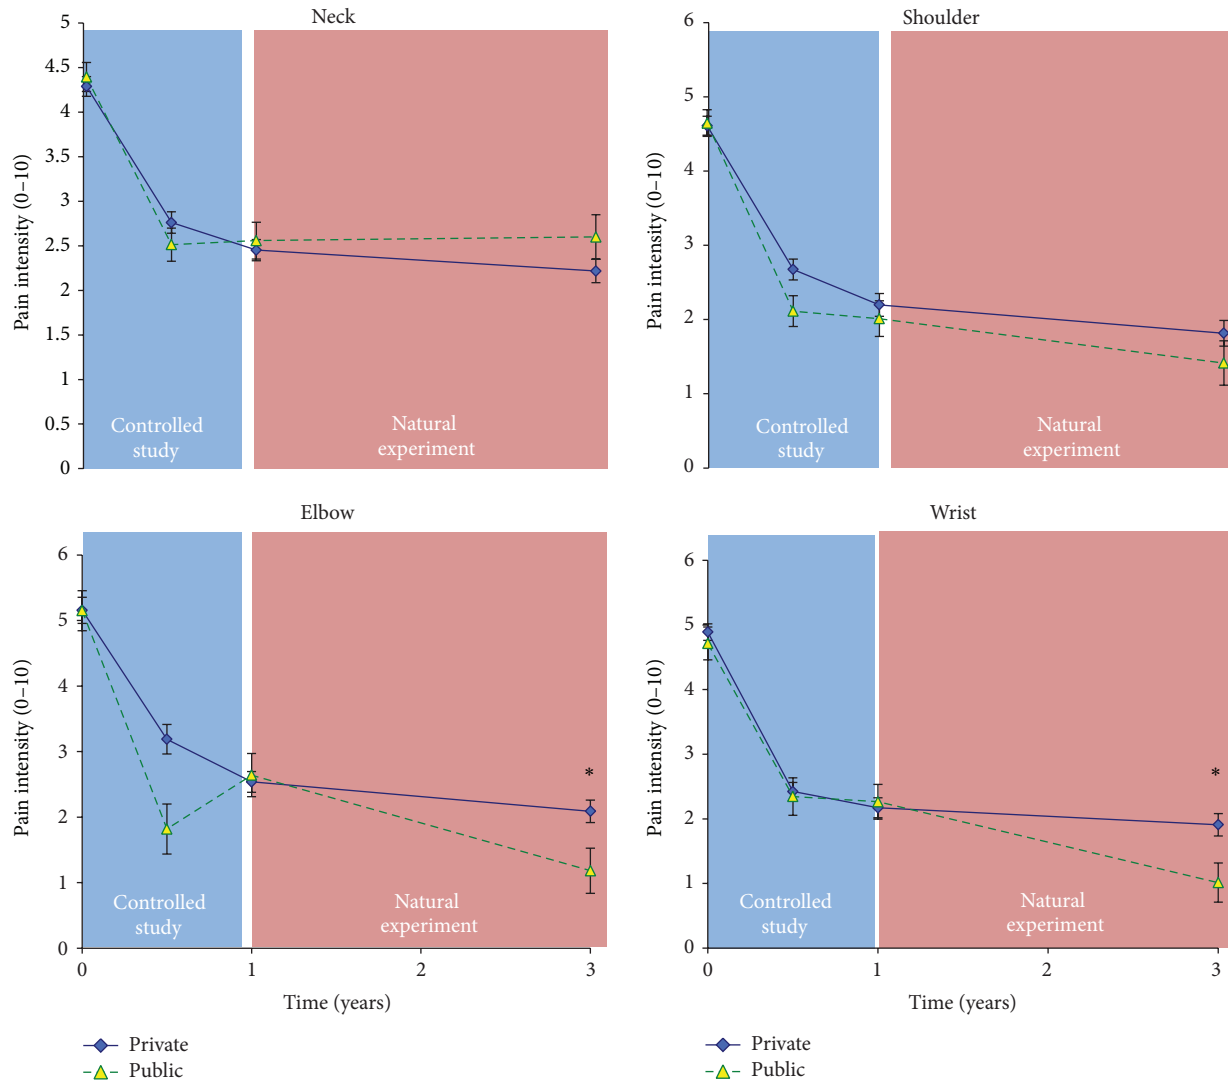 Neck
Pain intensity (0–10)
5
4.5
4
3.5
3
2.5
2
1.5
1
0.5
0
Controlled
study
Natural
experiment
Shoulder
Pain intensity (0–10)
6
5
4
3
2
1
0
Controlled
study
Natural
experiment
Elbow
Pain intensity (0–10)
6
5
4
3
2
1
0
*
Controlled
study
Natural
experiment
0 1 2 3
Time (years)
Private
Public
Wrist
Pain intensity (0–10)
6
5
4
3
2
1
0
*
Controlled
study
Natural
experiment
0 1 2 3
Time (years)
Private
Public